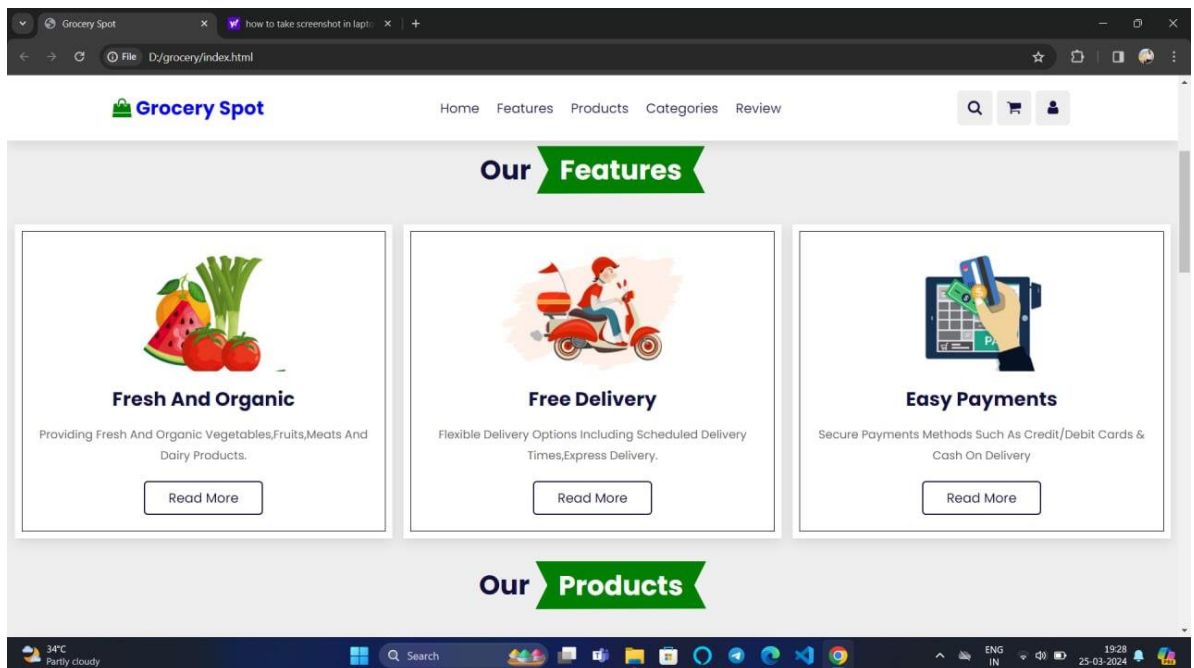 Grocery Spot
how to take screenshot in lapto
File D:/grocery/index.html
Grocery Spot
Home Features Products Categories Review
Our Features
Fresh And Organic
Providing Fresh And Organic Vegetables,Fruits,Meats And
Dairy Products.
Read More
Free Delivery
Flexible Delivery Options Including Scheduled Delivery
Times,Express Delivery.
Read More
PA
Easy Payments
Secure Payments Methods Such As Credit/Debit Cards &
Cash On Delivery
Read More
Our Products
34°C
Partly cloudy
Search
ENG
IN
19:28
25-03-2024